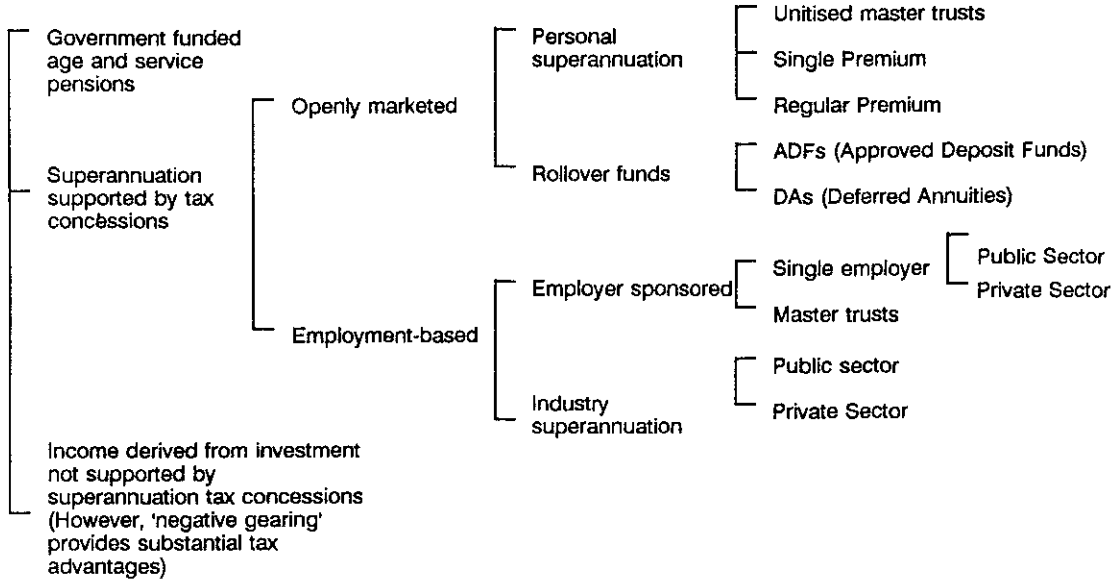 Government funded
age and service
pensions
Superannuation
supported by tax
concessions
Income derived from investment
not supported by
superannuation tax concessions
(However, 'negative gearing'
provides substantial tax
advantages)
Openly marketed
Employment-based
Personal
superannuation
Rollover funds
Employer sponsored
Industry
superannuation
Unitised master trusts
Single Premium
Regular Premium
ADFs (Approved Deposit Funds)
DAs (Deferred Annuities)
Single employer
Master trusts
Public sector
Private Sector
Public Sector
Private Sector